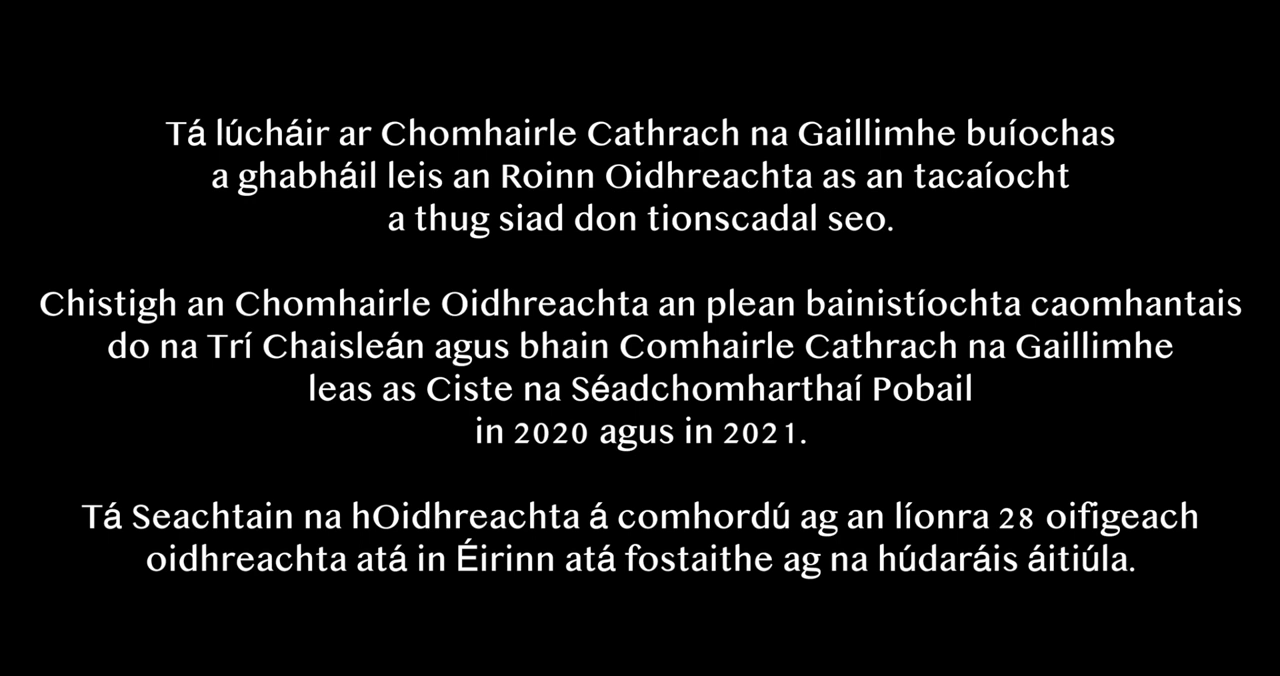 Tá lúcháir ar Chomhairle Cathrach na Gaillimhe buíochas
a ghabháil leis an Roinn Oidhreachta as an tacaíocht
a thug siad don tionscadal seo.
Chistigh an Chomhairle Oidhreachta an plean bainistíochta caomhantais
do na Trí Chaisleán agus bhain Comhairle Cathrach na Gaillimhe
leas as Ciste na Séadchomharthaí Pobail
in 2020 agus in 2021.
Tá Seachtain na hOidhreachta á comhordú ag an líonra 28 oifigeach
oidhreachta atá in Éirinn atá fostaithe ag na húdaráis áitiúla.